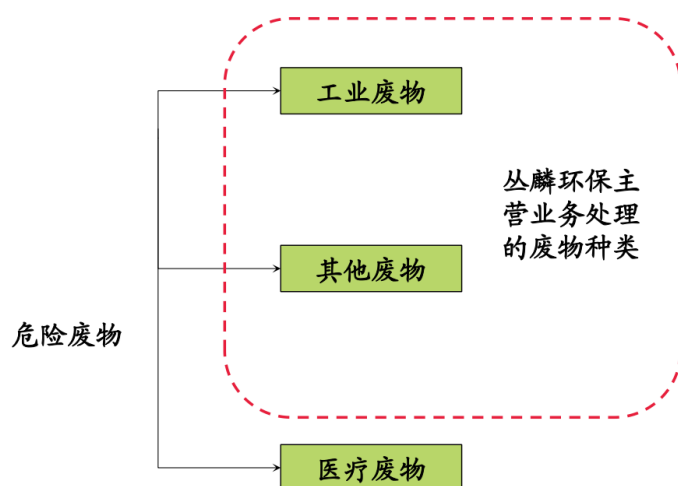 工业废物
丛麟环保主
营业务处理
的废物种类
其他废物
危险废物
医疗废物